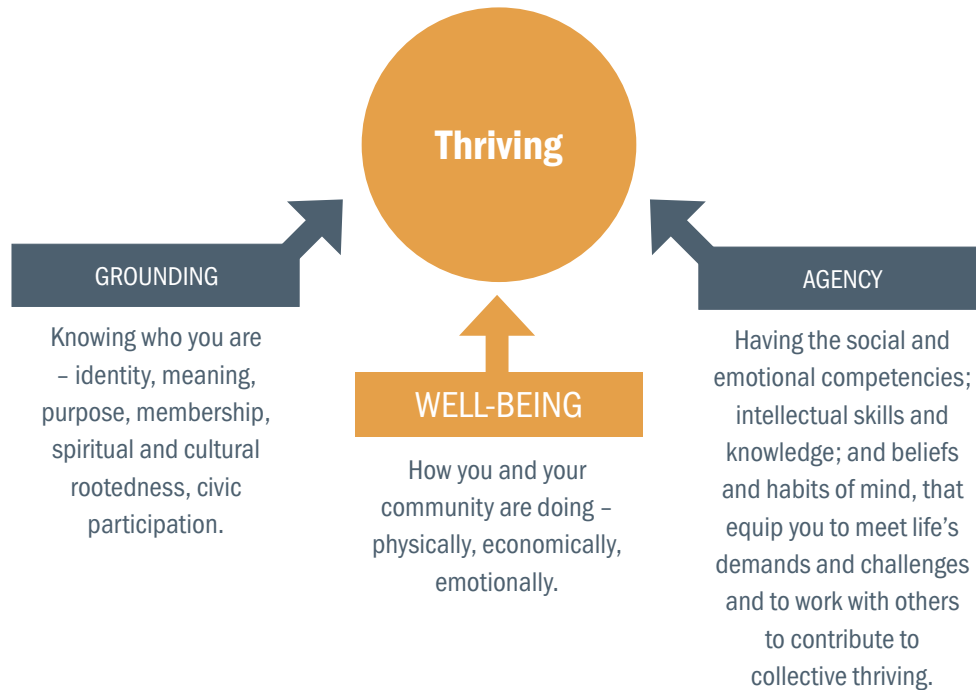 Thriving
GROUNDING
Knowing who you are
– identity, meaning,
purpose, membership,
spiritual and cultural
rootedness, civic
participation.
WELL-BEING
How you and your
community are doing –
physically, economically,
emotionally.
AGENCY
Having the social and
emotional competencies;
intellectual skills and
knowledge; and beliefs
and habits of mind, that
equip you to meet life’s
demands and challenges
and to work with others
to contribute to
collective thriving.